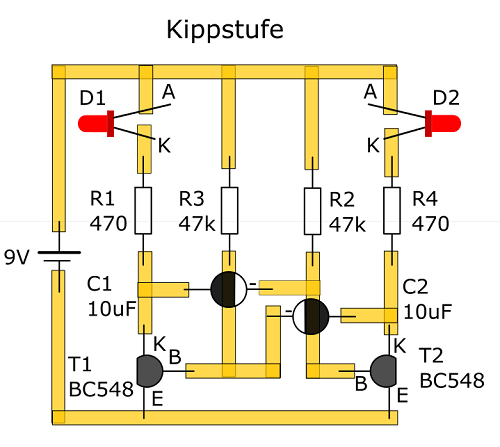 Kippstufe
D1
A
A
D2
K
K
R1
470
R3
47k
R2
47k
R4
470
9V
C1
10uF
-
-
C2
10uF
K
B
E
T1
BC548
K
B
E
T2
BC548